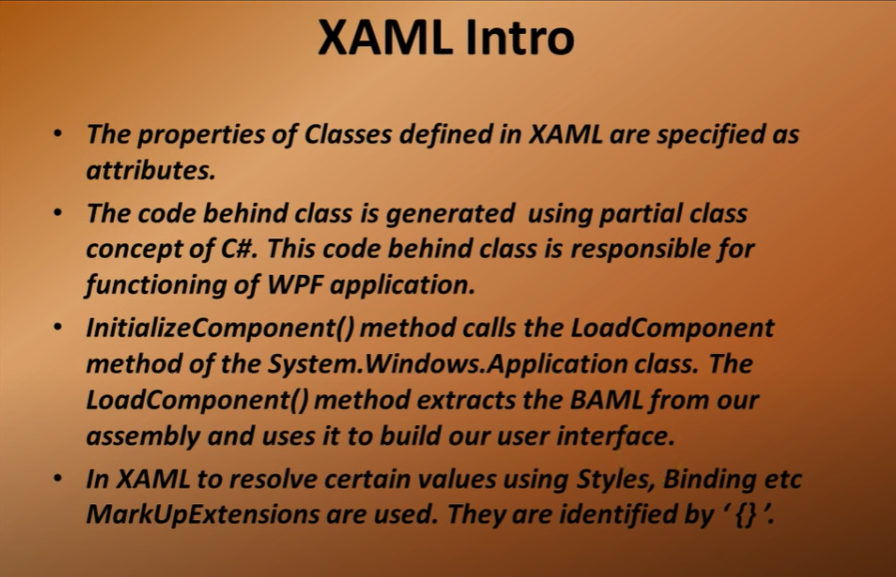 XAML Intro
• The properties of Classes defined in XAML are specified as
attributes.
• The code behind class is generated using partial class
concept of C#. This code behind class is responsible for
functioning of WPF application.
• InitializeComponent() method calls the LoadComponent
method of the System.Windows.Application class. The
LoadComponent() method extracts the BAML from our
assembly and uses it to build our user interface.
• In XAML to resolve certain values using Styles, Binding etc
MarkUpExtensions are used. They are identified by ‘ {} ’.